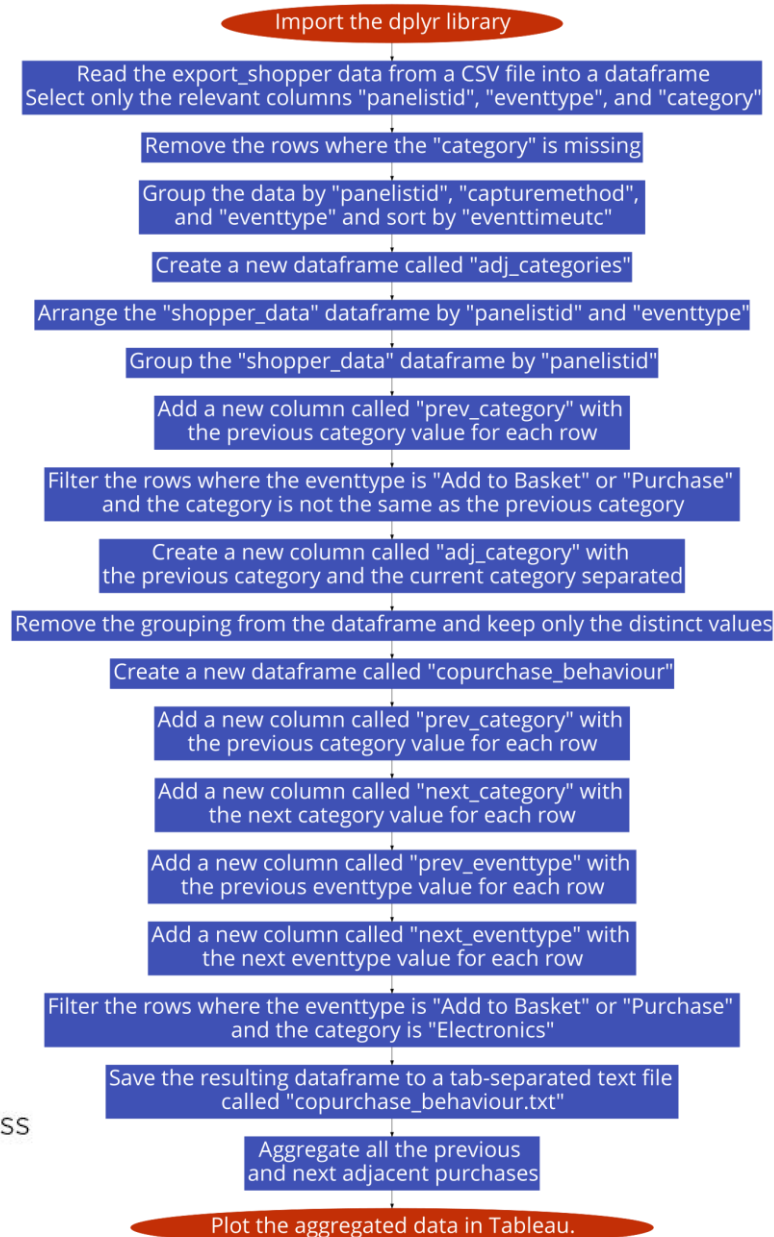 Import the dplyr library
Read the export_shopper data from a CSV file into a dataframe
Select only the relevant columns "panelistid", "eventtype", and "category"
Remove the rows where the "category" is missing
Group the data by "panelistid", "capturemethod",
and "eventtype" and sort by "eventtimeutc"
Create a new dataframe called "adj_categories"
Arrange the "shopper_data" dataframe by "panelistid" and "eventtype"
Group the "shopper_data" dataframe by "panelistid"
Add a new column called "prev_category" with
the previous category value for each row
Filter the rows where the eventtype is "Add to Basket" or "Purchase"
and the category is not the same as the previous category
Create a new column called "adj_category" with
the previous category and the current category separated
Remove the grouping from the dataframe and keep only the distinct values
Create a new dataframe called "copurchase_behaviour"
Add a new column called "prev_category" with
the previous category value for each row
Add a new column called "next_category" with
the next category value for each row
Add a new column called "prev_eventtype" with
the previous eventtype value for each row
Add a new column called "next_eventtype" with
the next eventtype value for each row
Filter the rows where the eventtype is "Add to Basket" or "Purchase"
and the category is "Electronics"
Save the resulting dataframe to a tab-separated text file
called "copurchase_behaviour.txt"
ss
Aggregate all the previous
and next adjacent purchases
Plot the aggregated data in Tableau.